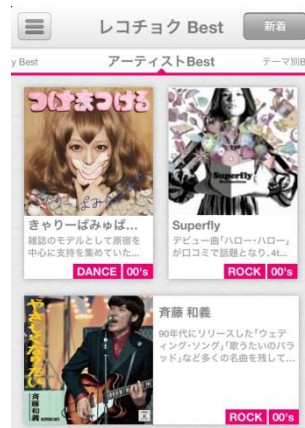 レコチョク Best
新着
y Best
アーティストBest
テーマ別B
つけまつける
Superfly
きゃりーぱみゅぱ...
雑誌のモデルとして原宿を
中心に支持を集めていた...
DANCE 00's
Superfly
デビュー曲「ハロー・ハロー」
が口コミで話題となり、4t...
ROCK 00's
やさしくなりたい
斉藤和義
斉藤 和義
90年代にリリースした「ウェデ
ィング・ソング」「歌うたいのバラ
ッド」など多くの名曲を残して...
ROCK 00's